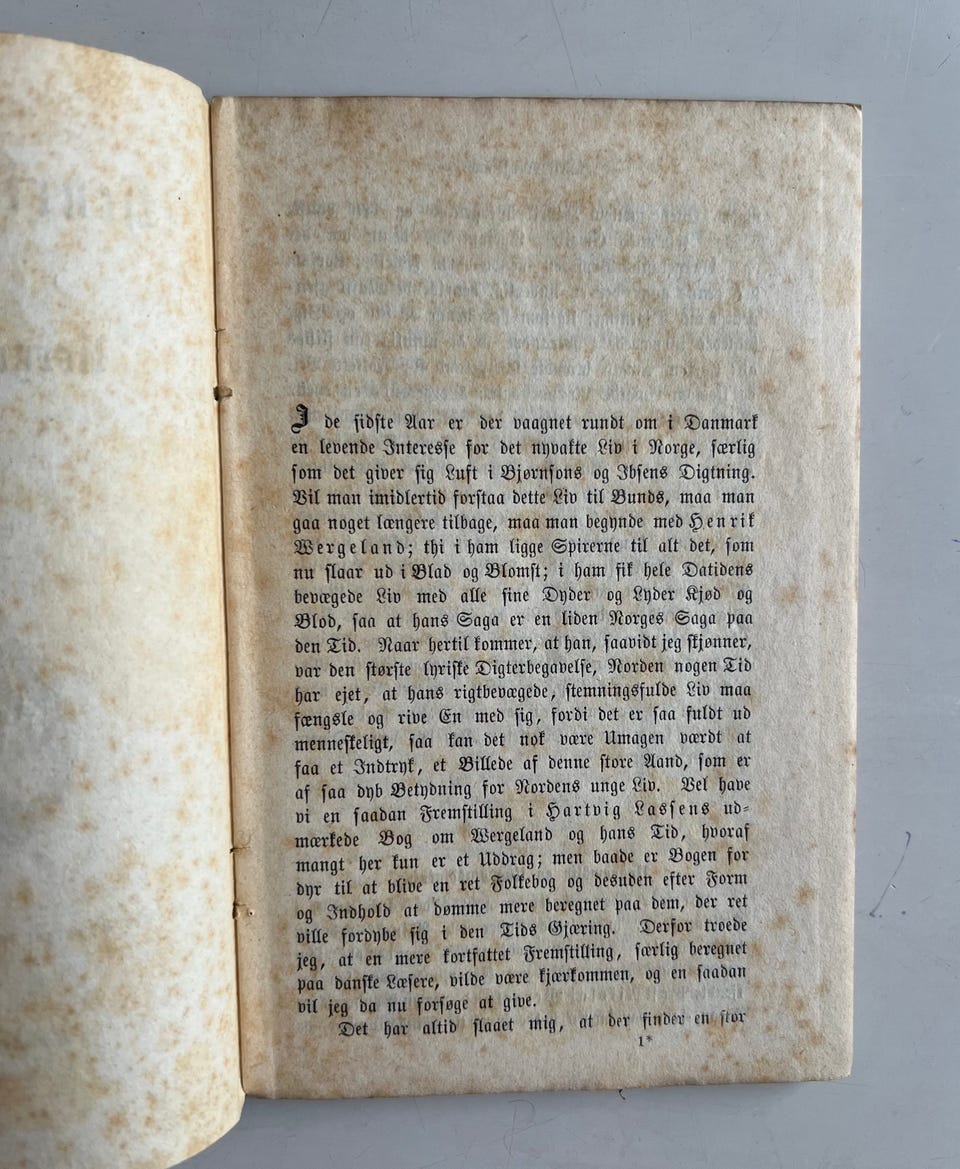 I de sidste Aar er der vaagnet rundt om i Danmark
en levende Interesse for det nyvakte Liv i Norge, særlig
som det giver sig Luft i Bjørnsons og Ibsens Digtning.
Vil man imidlertid forstaa dette Liv til Bunds, maa man
gaa noget længere tilbage, maa man begynde med Henrik
Wergeland; thi i ham ligge Spirerne til alt det, som
nu slaar ud i Blad og Blomst; i ham fik hele Datidens
bevægede Liv med alle sine Dyder og Lyder Kjød og
Blod, saa at hans Saga er en liden Norges Saga paa
den Tid. Naar hertil kommer, at han, saavidt jeg skjønner,
var den største lyriske Digterbegavelse, Norden nogen Tid
har ejet, at hans rigtbevægede, stemningsfulde Liv maa
fængsle og rive En med sig, fordi det er saa fuldt ud
menneskeligt, saa kan det nok være Umagen værdt at
faa et Indtryk, et Billede af denne store Aand, som er
af saa dyb Betydning for Nordens unge Liv. Vel have
vi en saadan Fremstilling i Hartvig Lassens ud-
mærkede Bog om Wergeland og hans Tid, hvoraf
mangt her kun er et Uddrag; men baade er Bogen for
dyr til at blive en ret Folkebog og desuden efter Form
og Indhold at dømme mere beregnet paa dem, der ret
ville fordybe sig i den Tids Gjæring. Derfor troede
jeg, at en mere kortfattet Fremstilling, særlig beregnet
paa danske Læsere, vilde være kjærkommen, og en saadan
vil jeg da nu forsøge at give.
Det har altid slaaet mig, at der finder en stor
1*